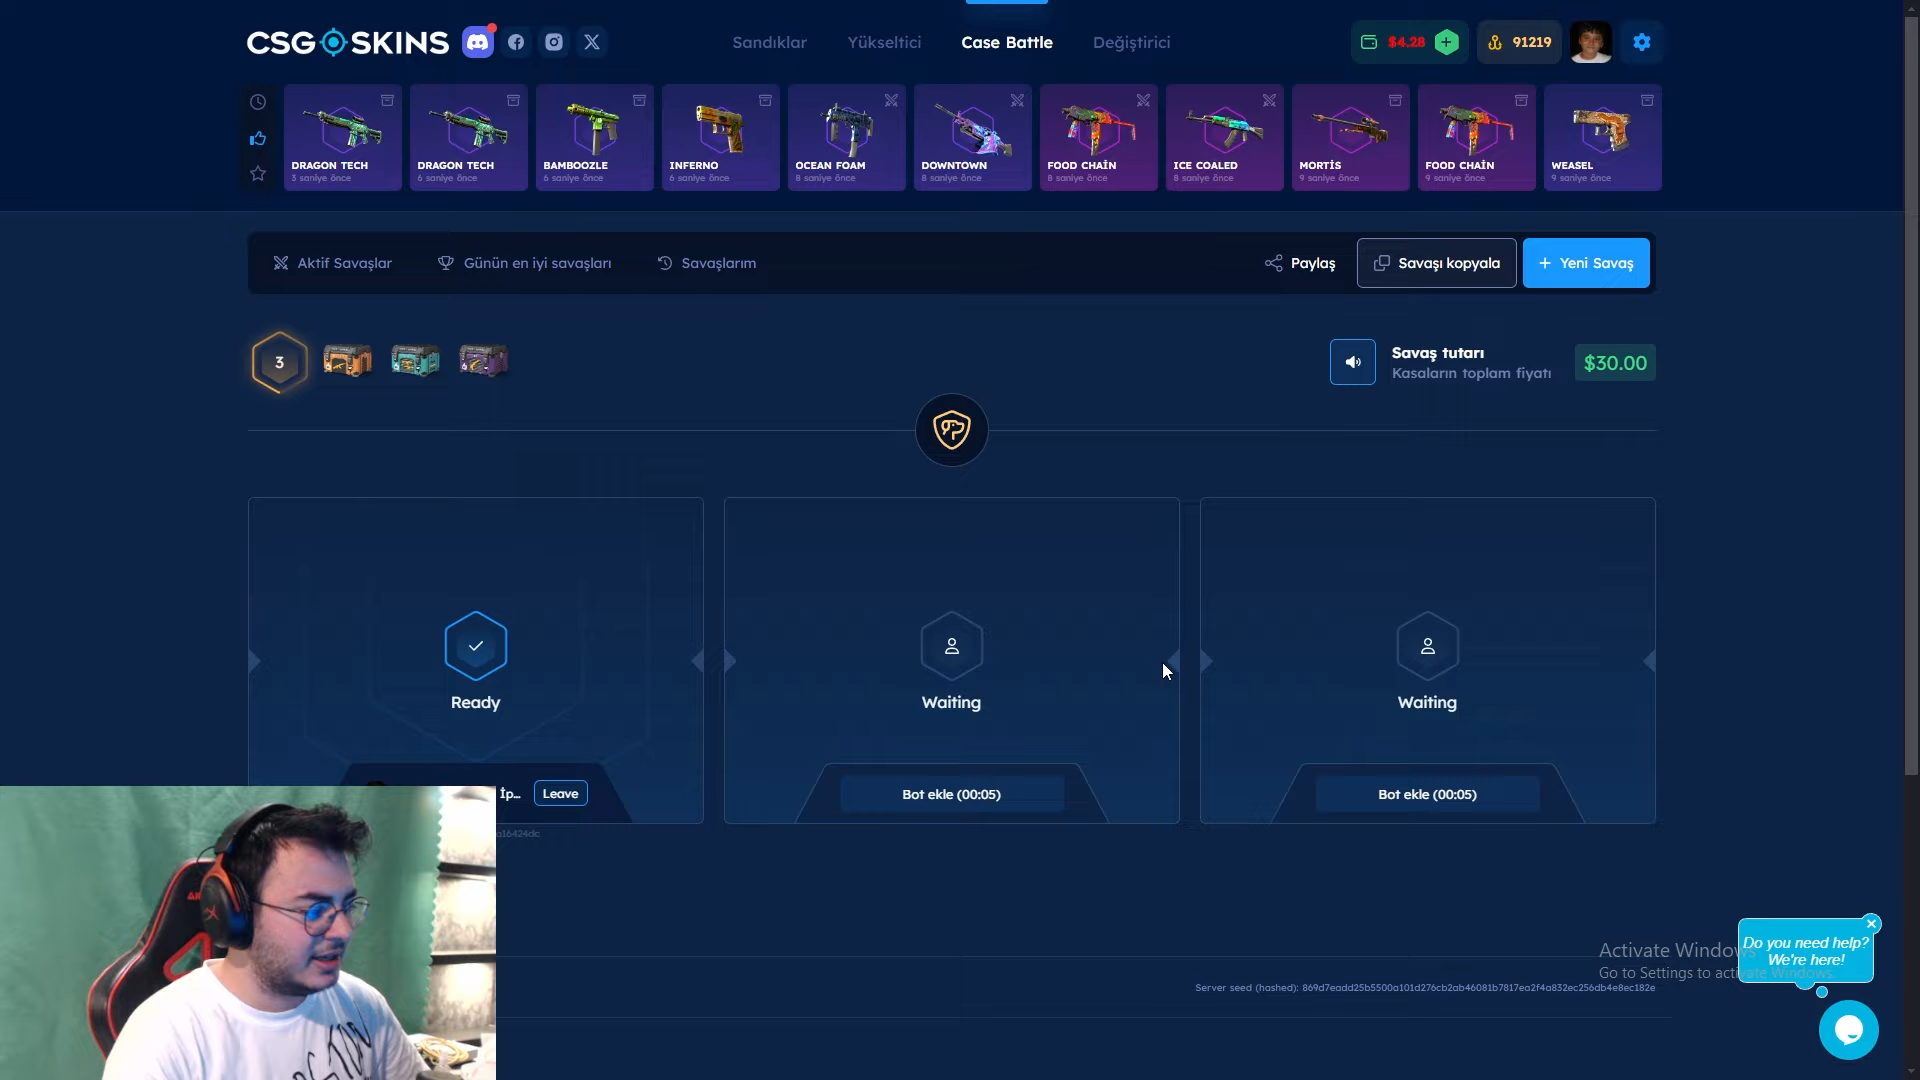 CSG SKINS
Sandıklar
Yükseltici
Case Battle
Değiştirici
$4.28
91219
DRAGON TECH
3 saniye önce
DRAGON TECH
6 saniye önce
BAMBOOZLE
6 saniye önce
INFERNO
6 saniye önce
OCEAN FOAM
8 saniye önce
DOWNTOWN
8 saniye önce
FOOD CHAİN
8 saniye önce
ICE COALED
8 saniye önce
MORTİS
9 saniye önce
FOOD CHAİN
9 saniye önce
WEASEL
9 saniye önce
Aktif Savaşlar
Günün en iyi savaşları
Savaşlarım
Paylaş
Savaşı kopyala
+ Yeni Savaş
3
Savaş tutarı
Kasaların toplam fiyatı
$30.00
Ready
Waiting
Waiting
İp...
Leave
Bot ekle (00:05)
Bot ekle (00:05)
a16424dc
Do you need help?
We're here!
Activate Windows
Go to Settings to activate Windows.
Server seed (hashed): 869d7eadd25b5500a101d276cb2ab46081b7817ea2f4a832ec256db4e8ec182e